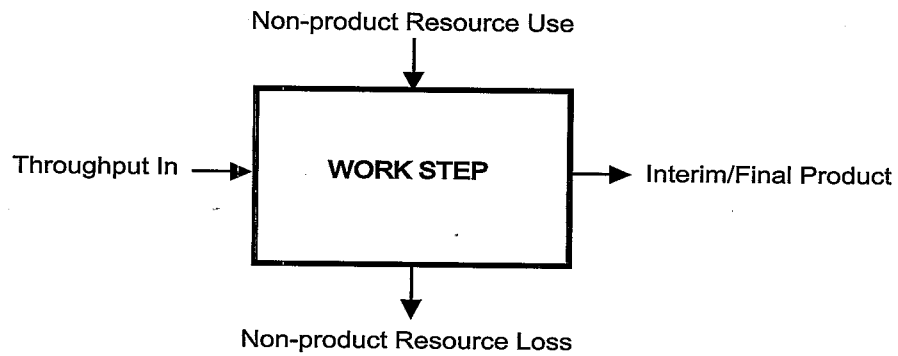 Non-product Resource Use
Throughput In
WORK STEP
Interim/Final Product
Non-product Resource Loss